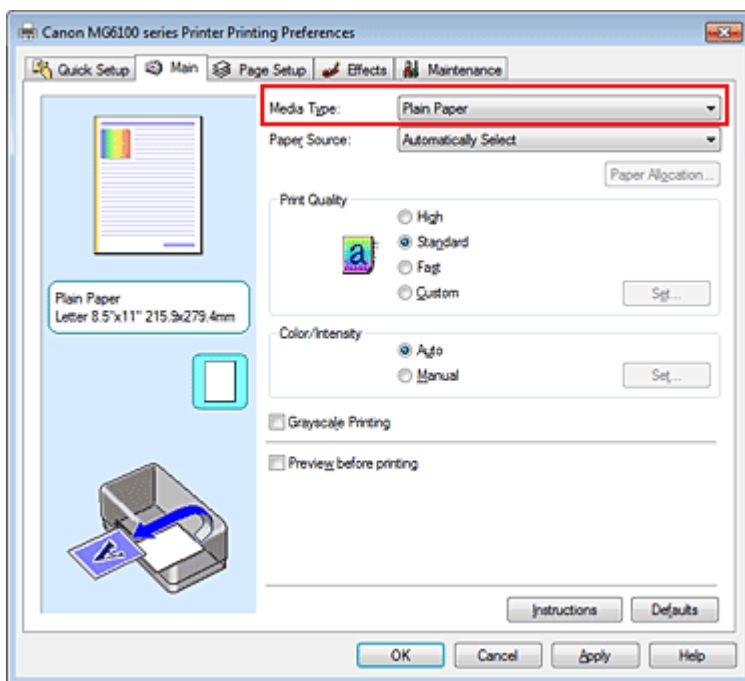 Canon MG6100 series Printer Printing Preferences
Quick Setup Main Page Setup Effects Maintenance
Media Type: Plain Paper
Paper Source: Automatically Select
Paper Allocation...
Print Quality
High
Standard
Fast
Custom Set...
Plain Paper
Letter 8.5"x11" 215.9x279.4mm
Color/Intensity
Auto
Manual Set...
Grayscale Printing
Preview before printing
Instructions Defaults
OK Cancel Apply Help